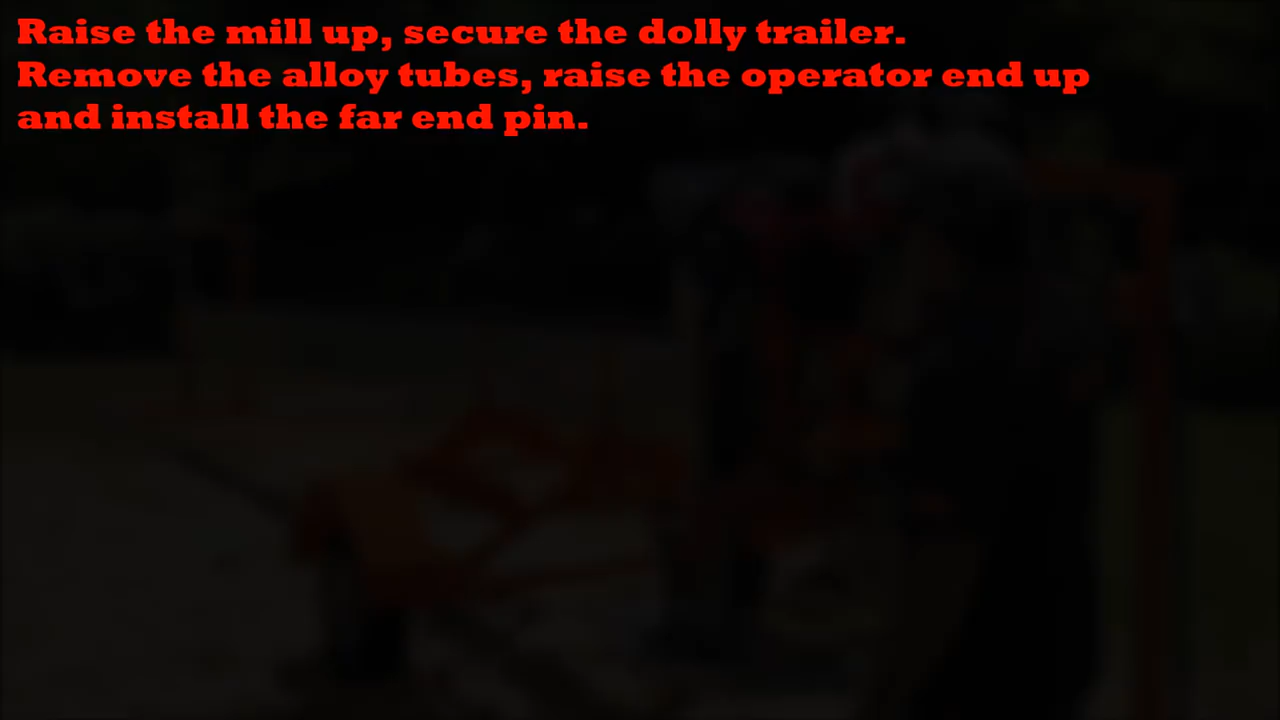 Raise the mill up, secure the dolly trailer.
Remove the alloy tubes, raise the operator end up
and install the far end pin.